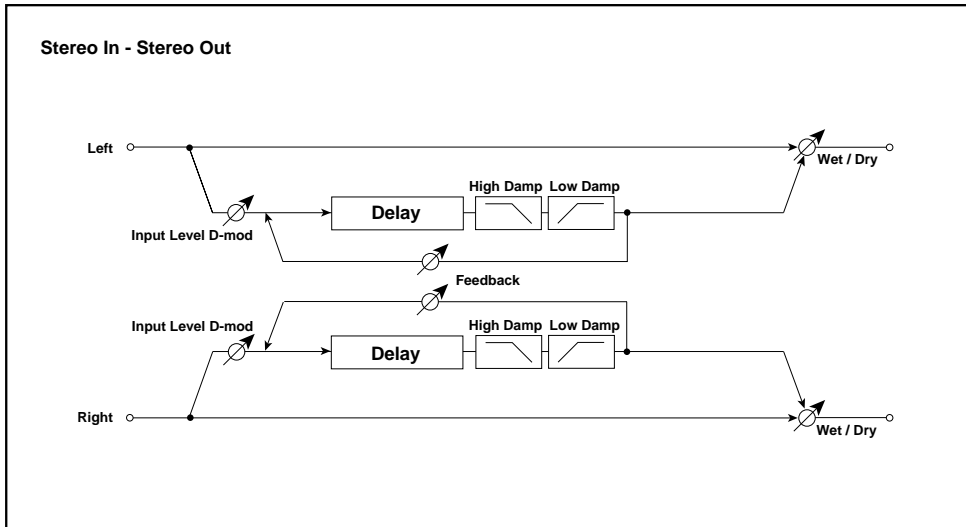 Stereo In - Stereo Out
Left
Wet / Dry
High Damp
Low Damp
Delay
Input Level D-mod
Feedback
Input Level D-mod
High Damp
Low Damp
Delay
Right
Wet / Dry